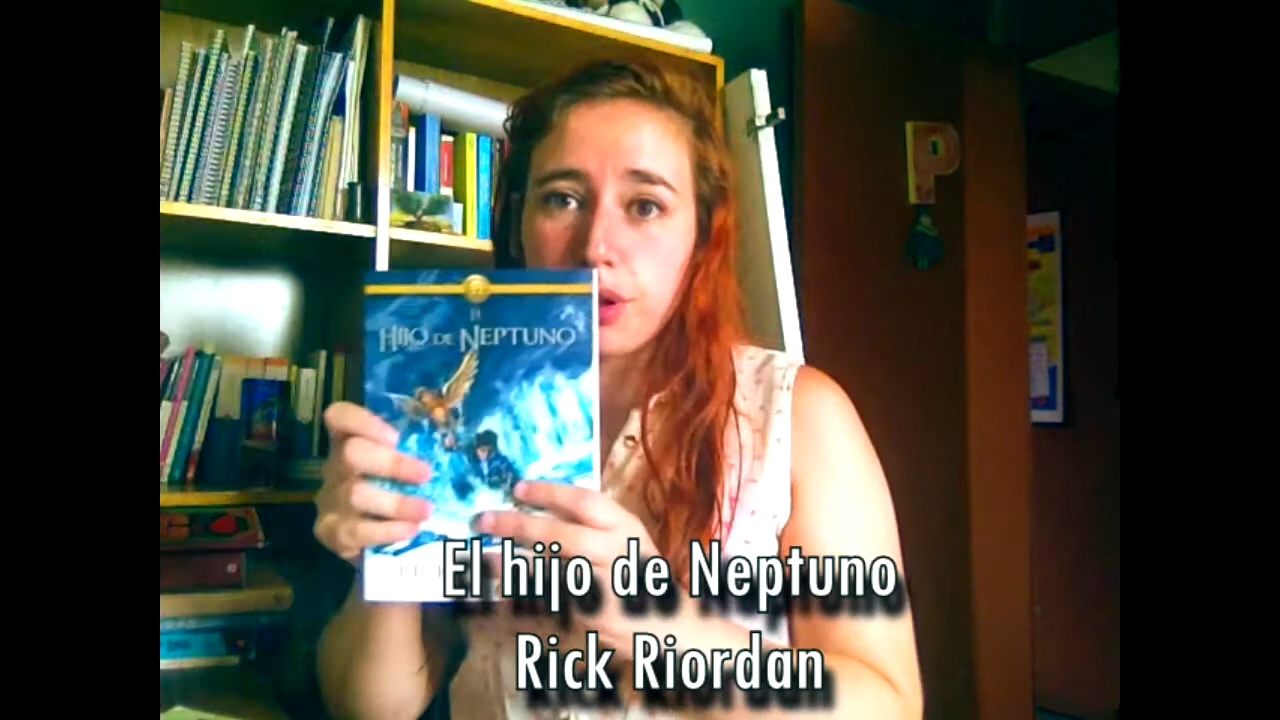 P
EL
HIJO DE NEPTUNO
El hijo de Neptuno
Rick Riordan